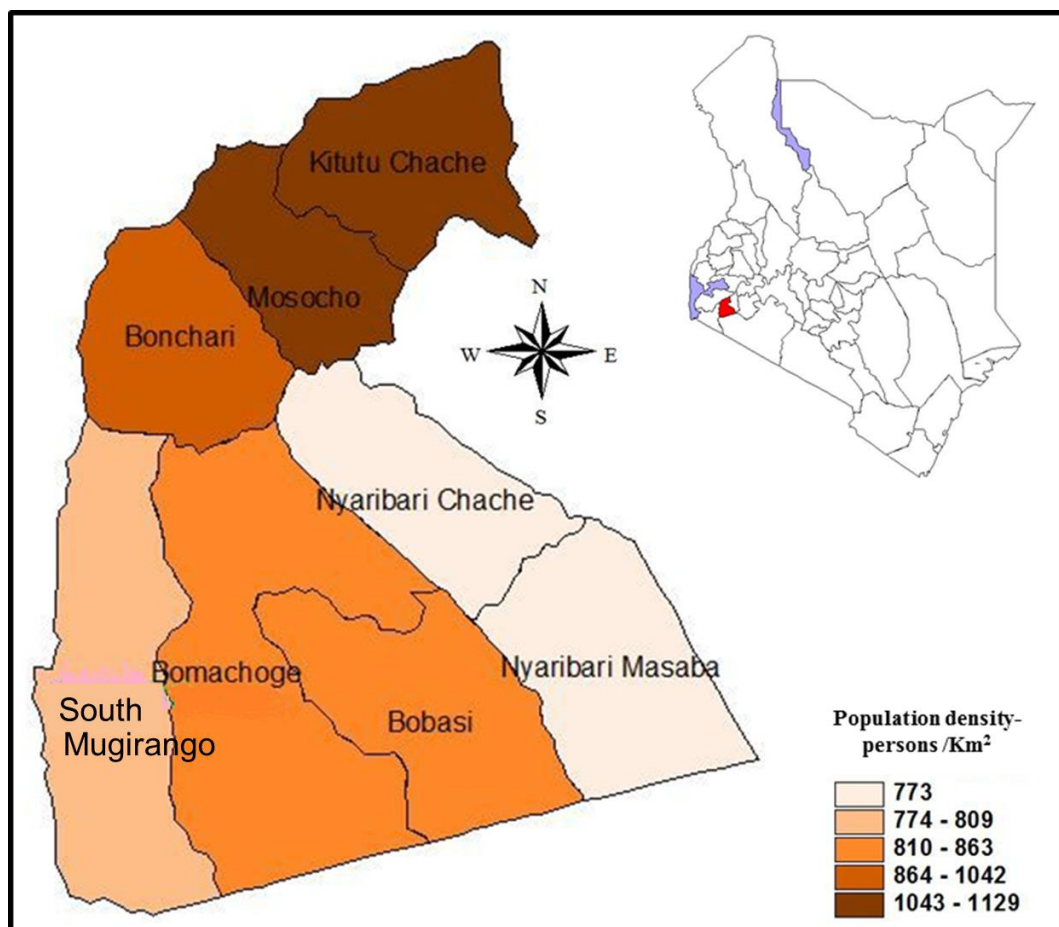 Kitutu Chache
Mosocho
Bonchari
N
W
E
S
Nyaribari Chache
Nyaribari Masaba
Bomachoge
South
Mugirango
Bobasi
Population density-
persons /Km²
773
774 - 809
810 - 863
864 - 1042
1043 - 1129